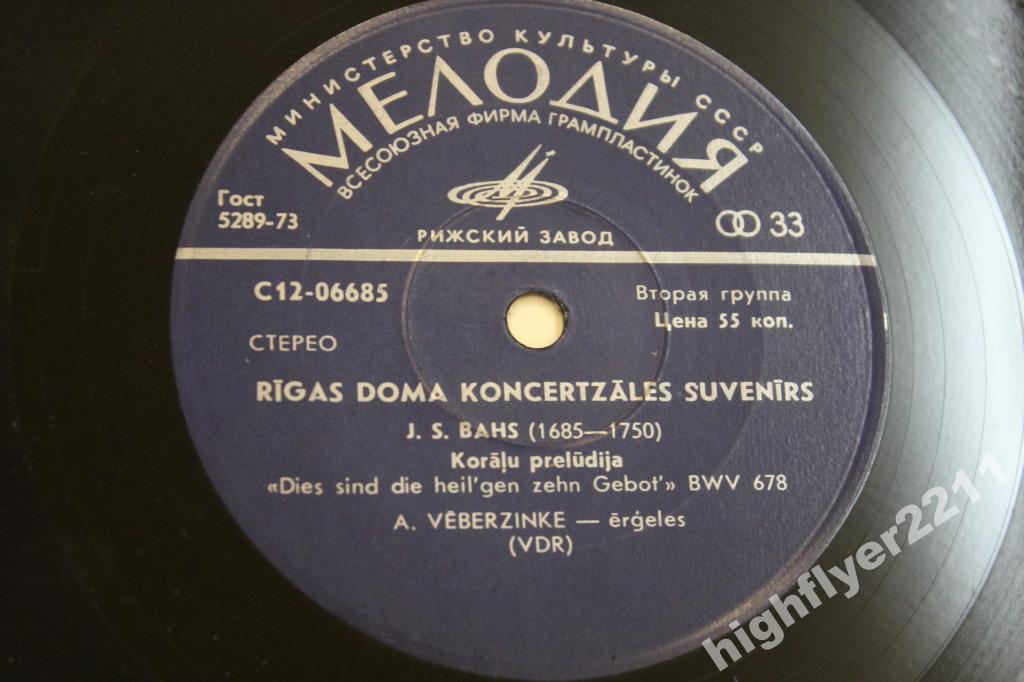 МИНИСТЕРСТВО КУЛЬТУРЫ СССР
МЕЛОДИЯ
ВСЕСОЮЗНАЯ ФИРМА ГРАМПЛАСТИНОК
Гост
5289-73
33
РИЖСКИЙ ЗАВОД
С12-06685
Вторая группа
Цена 55 коп.
СТЕРЕО
RĪGAS DOMA KONCERTZĀLES SUVENĪRS
J. S. BAHS (1685—1750)
Korāļu prelūdija
«Dies sind die heil'gen zehn Gebot'» BWV 678
A. VĒBERZINKE — ērģeles
(VDR)
highflyer2211